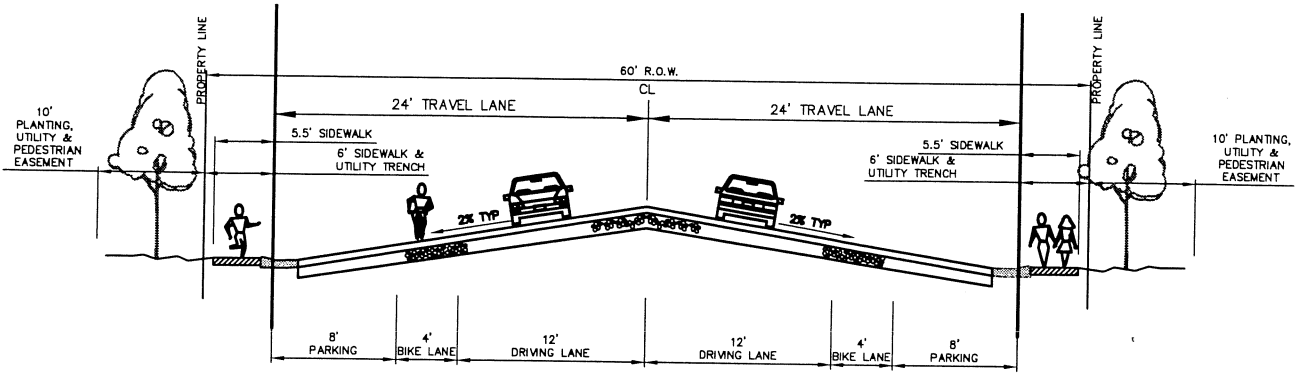 PROPERTY LINE
PROPERTY LINE
60' R.O.W.
CL
24' TRAVEL LANE
24' TRAVEL LANE
10'
PLANTING,
UTILITY &
PEDESTRIAN
EASEMENT
5.5' SIDEWALK
6' SIDEWALK &
UTILITY TRENCH
5.5' SIDEWALK
6' SIDEWALK &
UTILITY TRENCH
10' PLANTING,
UTILITY &
PEDESTRIAN
EASEMENT
2% TYP
2% TYP
8'
PARKING
4'
BIKE LANE
12'
DRIVING LANE
12'
DRIVING LANE
4'
BIKE LANE
8'
PARKING